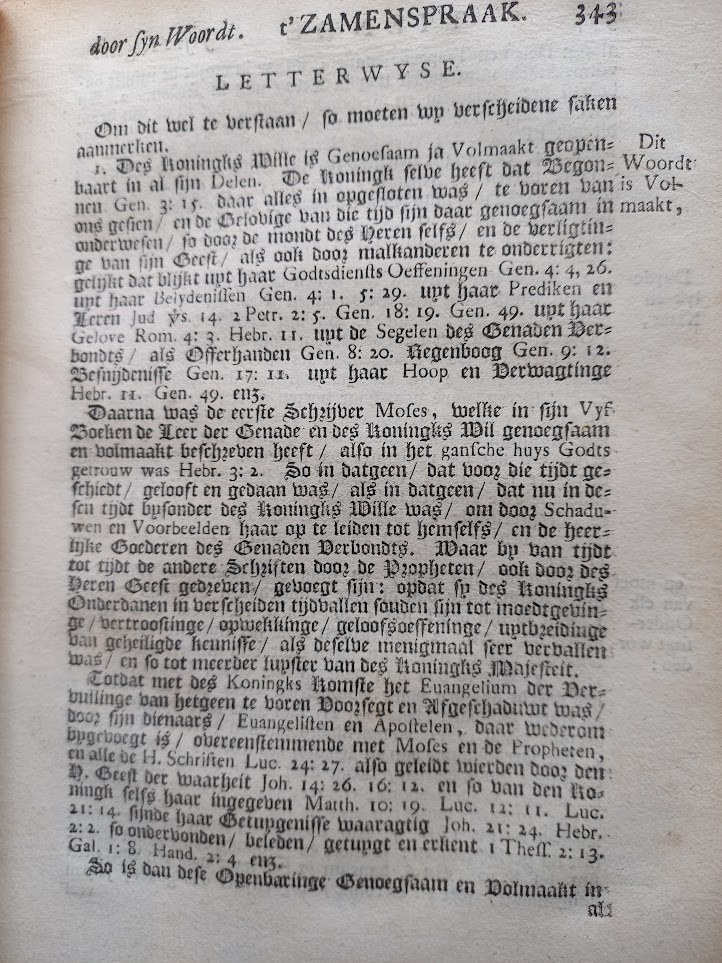 door syn Woordt. t'ZAMENSPRAAK. 343
LETTERWYSE.
Om dit wel te verstaan / so moeten wy verscheidene saken
aanmerken.
1. Des Koningks Wille is Genoegsaam ja Volmaakt geopen-
baart in al sijn Delen. De Koningk selve heeft dat Begon-
nen Gen. 3: 15. daar alles in opgesloten was / te voren van
ons gesien / en de Gelovige van die tijd sijn daar genoegsaam in
onderwesen / so door de mondt des Heren selfs / en de verligtin-
ge van sijn Geest / als ook door malkanderen te onderrigten:
gelijkt dat blijkt uyt haar Godtsdiensts Oeffeningen Gen. 4: 4, 26.
uyt haar Belydenissen Gen. 4: 1. 5: 29. uyt haar Prediken en
Leren Jud ys. 14. 2 Petr. 2: 5. Gen. 18: 19. Gen. 49. uyt haar
Gelove Rom. 4: 3. Hebr. 11. uyt de Segelen des Genaden Ver-
bondts / als Offerhanden Gen. 8: 20. Regenboog Gen. 9: 12.
Besnijdenisse Gen. 17: 11. uyt haar Hoop en Verwagtinge
Hebr. 11. Gen. 49. enz.
Dit
Woordt
is Vol-
maakt,
Daarna was de eerste Schrijver Moses, welke in sijn Vyf
Boeken de Leer der Genade en des Koningks Wil genoegsaam
en volmaakt beschreven heeft / also in het gansche huys Godts
getrouw was Hebr. 3: 2. So in datgeen / dat voor die tijdt ge-
schiedt / gelooft en gedaan was / als in datgeen / dat nu in de-
sen tijdt bysonder des Koningks Wille was / om door Schadu-
wen en Voorbeelden haar op te leiden tot hemselfs / en de heer-
lijke Goederen des Genaden Verbondts. Waar by van tijdt
tot tijdt de andere Schriften door de Propheten / ook door des
Heren Geest gedreven / gevoegt sijn: opdat sy des Koningks
Onderdanen in verscheiden tijdvallen souden sijn tot moedtgevin-
ge / vertroostinge / opwekkinge / geloofsoeffeninge / uytbreidinge
van geheiligde kennisse / als deselve menigmaal seer vervallen
was / en so tot meerder luyster van des Koningks Majesteit.
Totdat met des Koningks Komste het Euangelium der Ver-
vullinge van hetgeen te voren Voorsegt en Afgeschaduwt was /
door sijn dienaars / Euangelisten en Apostelen, daar wederom
bygevoegt is / overeenstemmende met Moses en de Propheten,
en alle de H. Schriften Luc. 24: 27. also geleidt wierden door den
H. Geest der waarheit Joh. 14: 26. 16: 12. en so van den Ko-
ningk selfs haar ingegeven Matth. 10: 19. Luc. 12: 11. Luc.
21: 14. sijnde haar Getuygenisse waaragtig Joh. 21: 24. Hebr.
2: 2. so ondervonden / beleden / getuygt en erkent 1 Thess. 2: 13.
Gal. 1: 8. Hand. 2: 4 enz.
So is dan dese Openbaringe Genoegsaam en Volmaakt in
al: